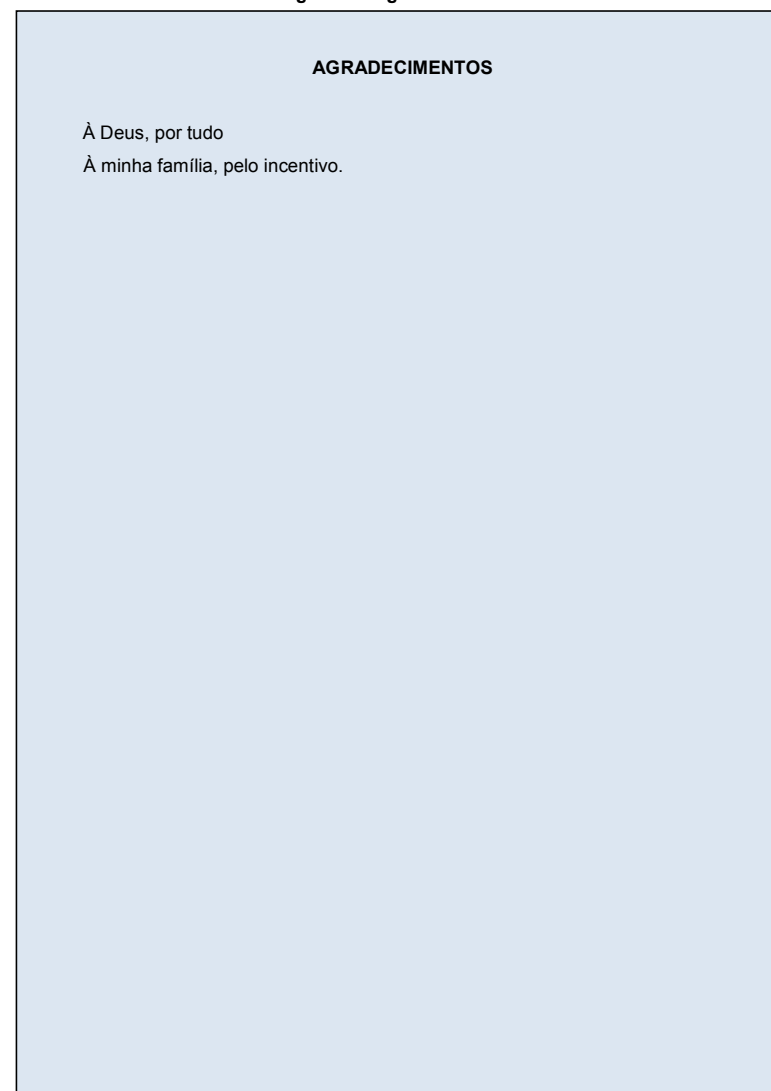 AGRADECIMENTOS
À Deus, por tudo
À minha família, pelo incentivo.